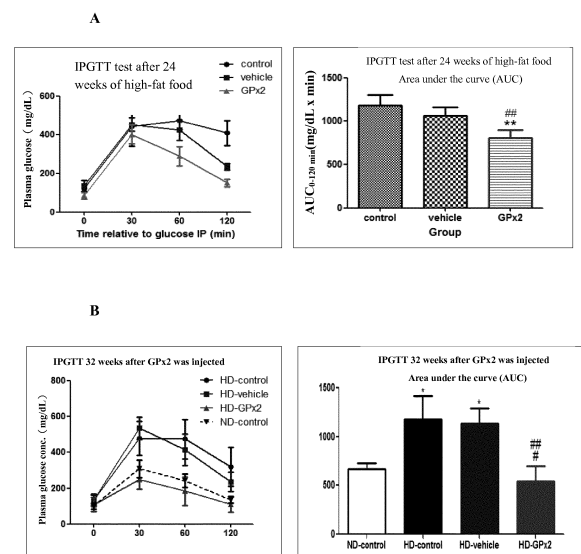 A
IPGTT test after 24
weeks of high-fat food
control
vehicle
GPx2
Plasma glucose (mg/dL)
600
400
200
0
0 30 60 120
Time relative to glucose IP (min)
IPGTT test after 24 weeks of high-fat food
Area under the curve (AUC)
AUC0-120 min(mg/dL x min)
1500
1000
500
0
##
**
control vehicle GPx2
Group
B
IPGTT 32 weeks after GPx2 was injected
HD-control
HD-vehicle
HD-GPx2
ND-control
Plasma glucose conc. (mg/dL)
800
600
400
200
0
0 30 60 120
IPGTT 32 weeks after GPx2 was injected
Area under the curve (AUC)
1500
1000
500
0
* *
##
#
ND-control HD-control HD-vehicle HD-GPx2